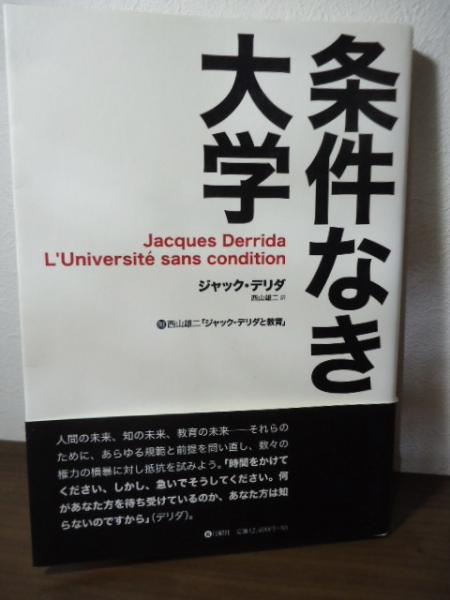 条件なき
大学
Jacques Derrida
L'Université sans condition
ジャック・デリダ
西山雄二 訳
西山雄二「ジャック・デリダと教育」
人間の未来、知の未来、教育の未来──それらの
ために、あらゆる規範と前提を問い直し、数々の
権力の横暴に対し抵抗を試みよう。「時間をかけて
ください、しかし、急いでそうしてください。何
があなた方を待ち受けているのか、あなた方は知
らないのですから」(デリダ)。
月曜社